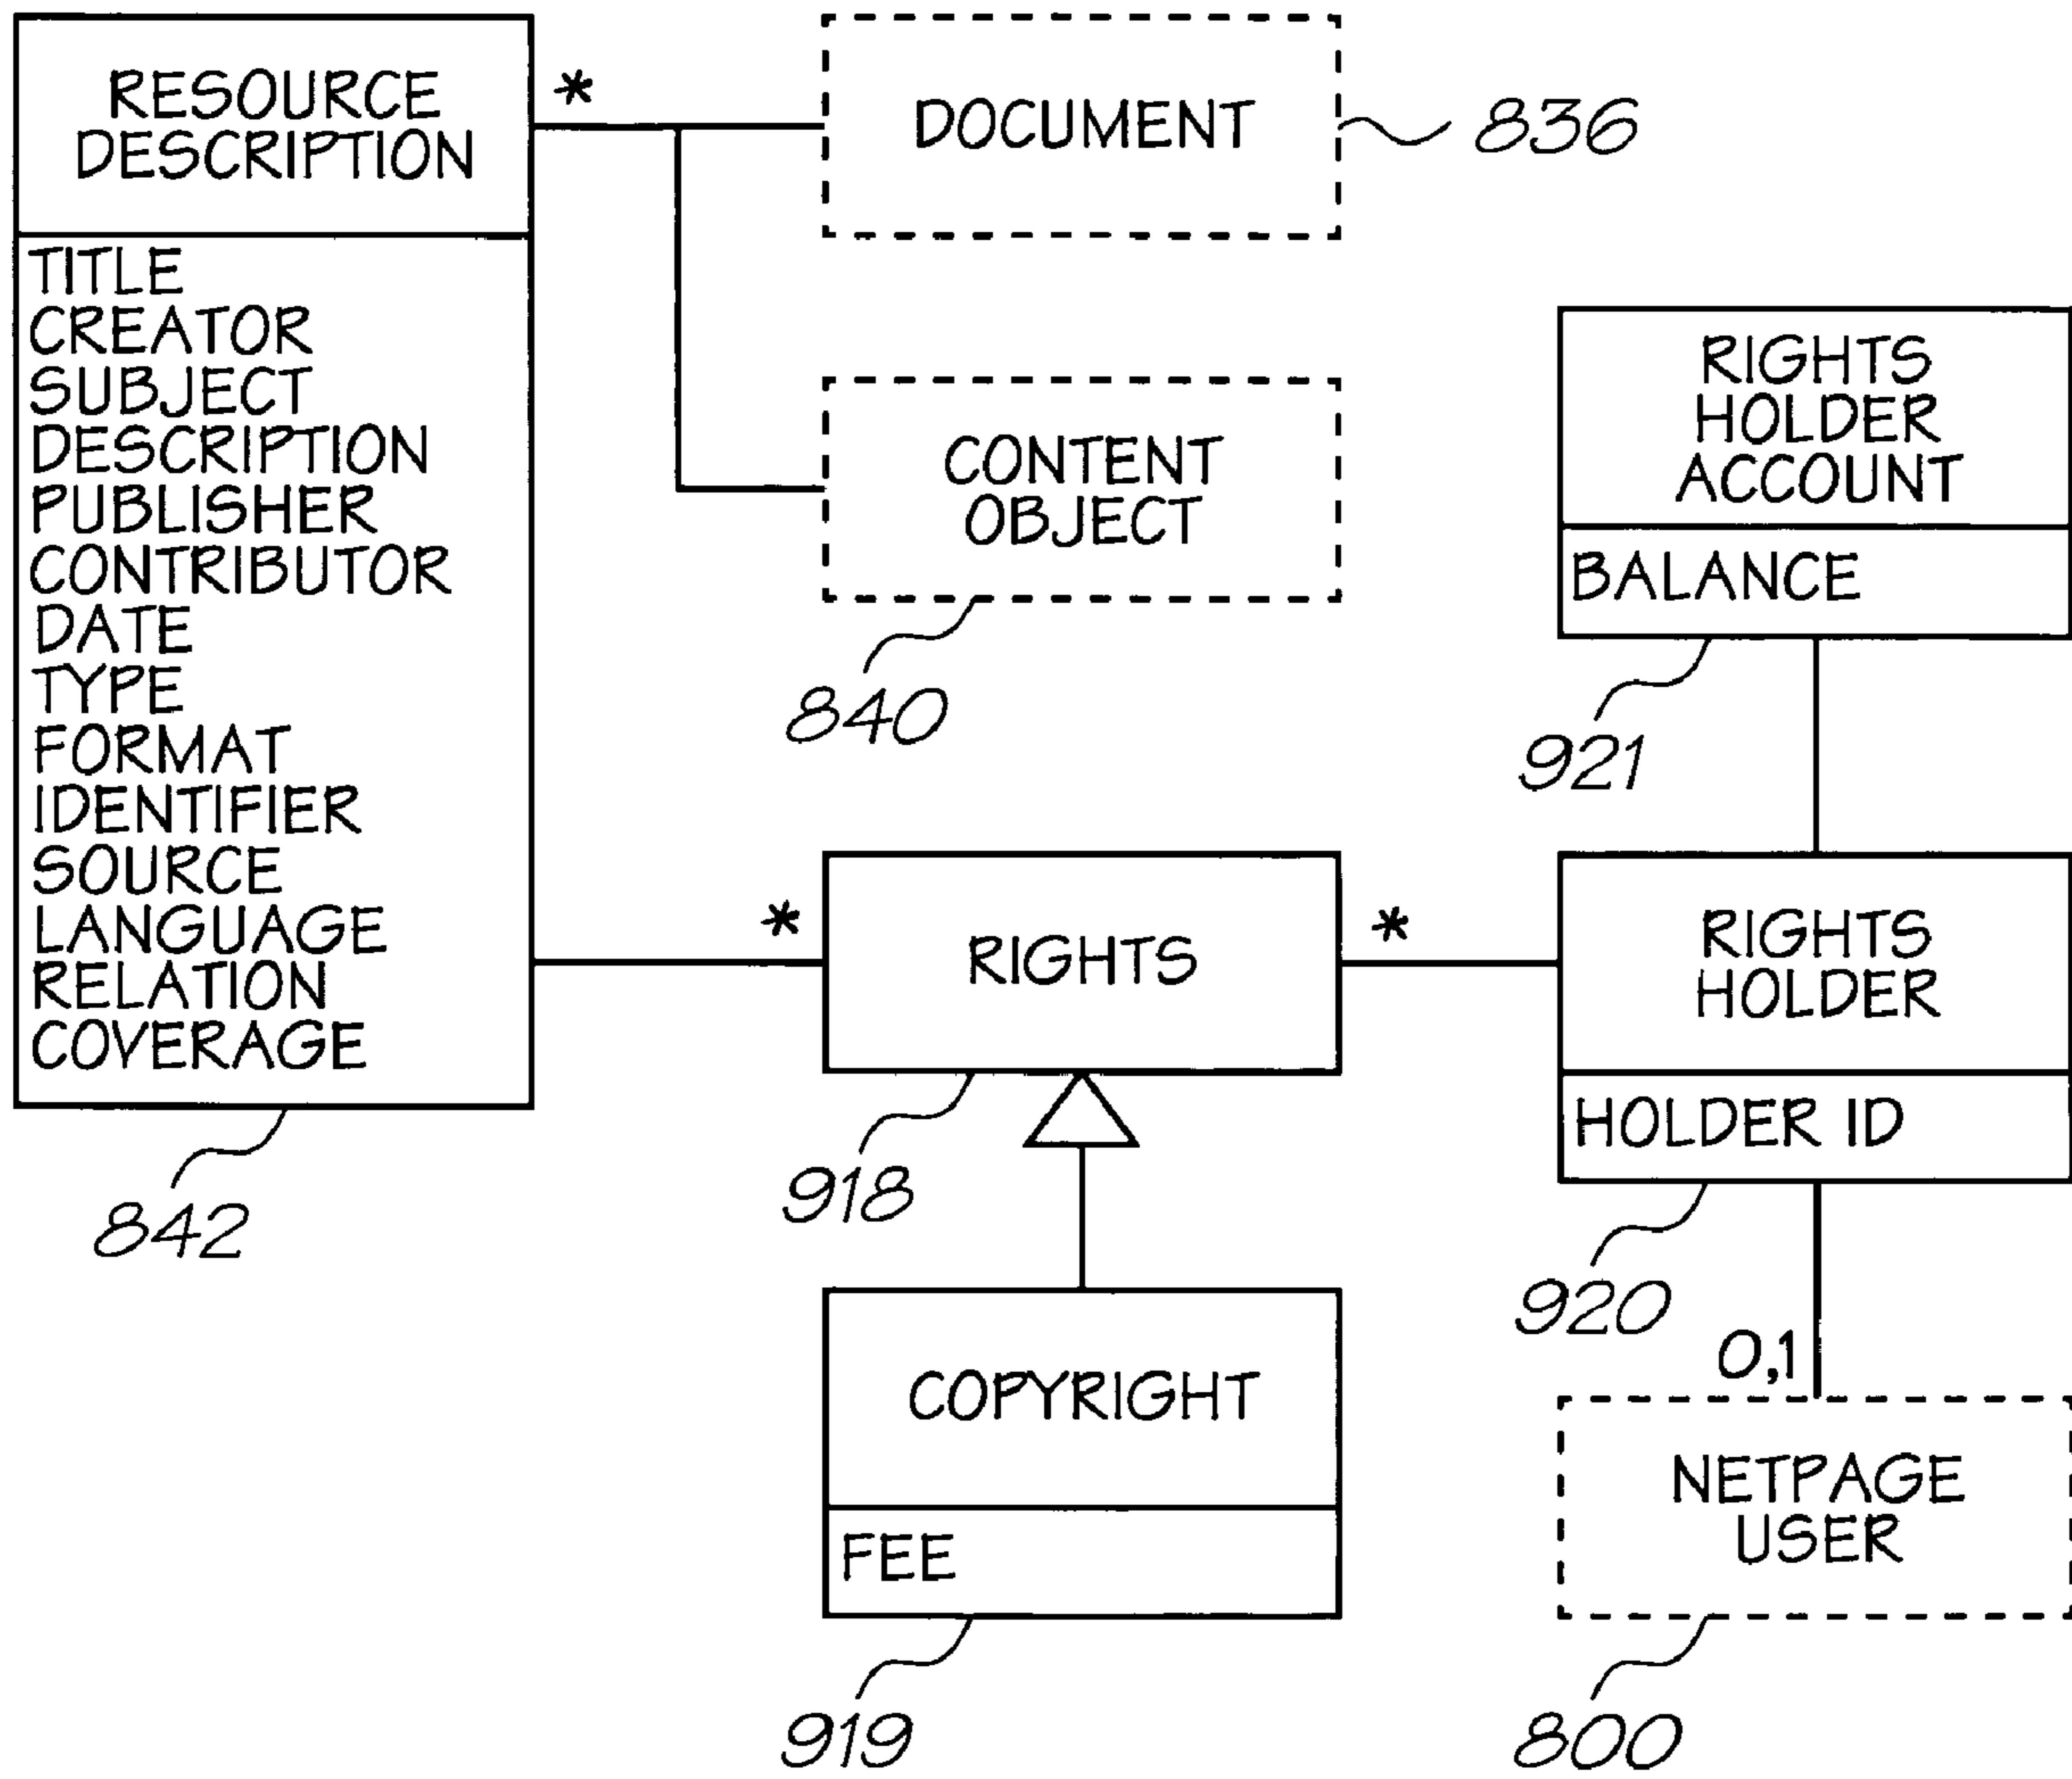 RESOURCE
DESCRIPTION
TITLE
CREATOR
SUBJECT
DESCRIPTION
PUBLISHER
CONTRIBUTOR
DATE
TYPE
FORMAT
IDENTIFIER
SOURCE
LANGUAGE
RELATION
COVERAGE
842
*
DOCUMENT
836
CONTENT
OBJECT
840
RIGHTS
HOLDER
ACCOUNT
BALANCE
921
*
RIGHTS
*
918
RIGHTS
HOLDER
HOLDER ID
920
0,1
COPYRIGHT
FEE
919
NETPAGE
USER
800